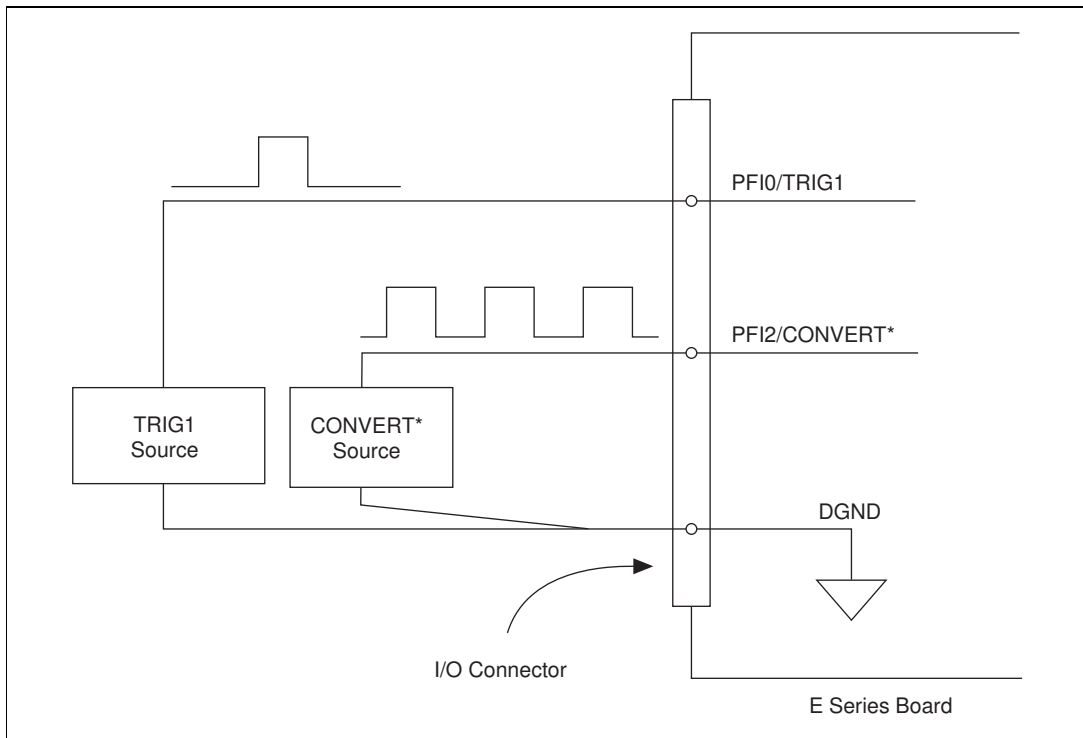 PFI0/TRIG1
PFI2/CONVERT*
TRIG1
Source
CONVERT*
Source
DGND
I/O Connector
E Series Board